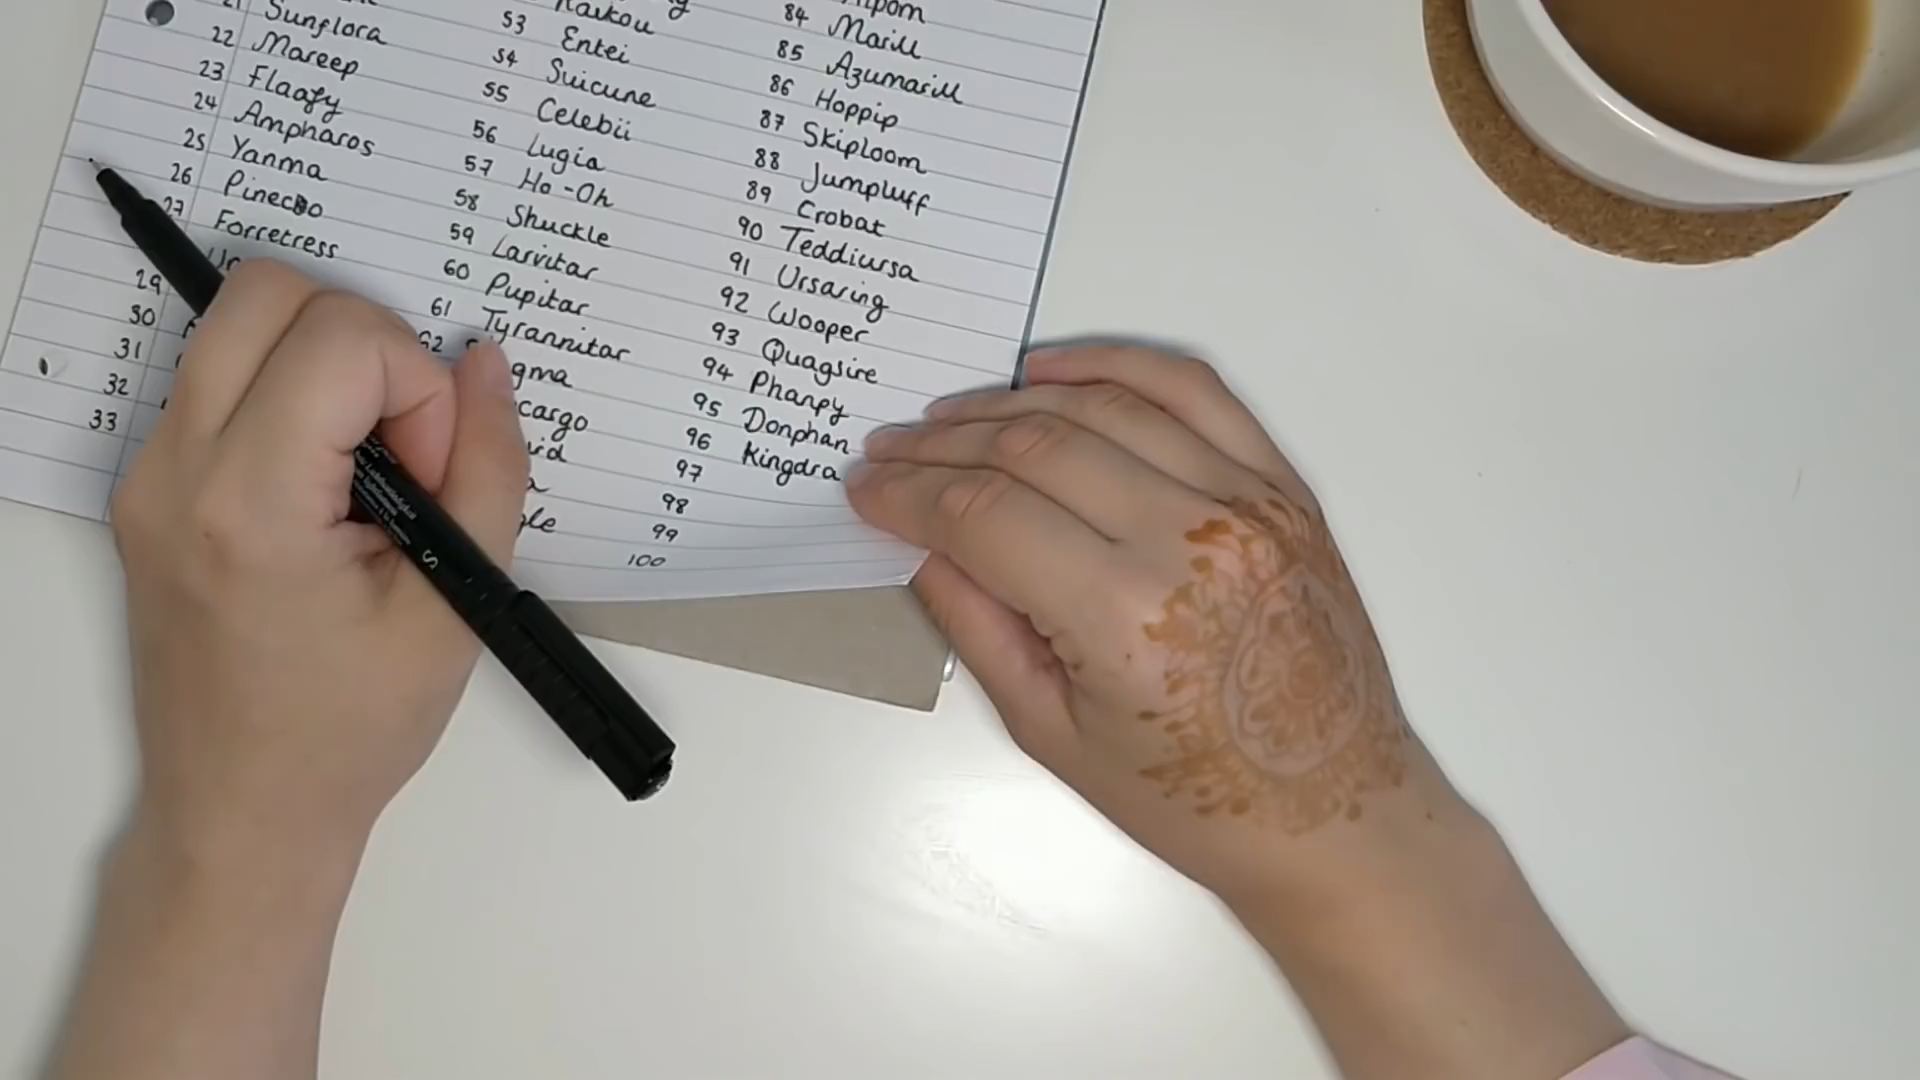 21 Sunflora
22 Mareep
23 Flaafy
24 Ampharos
25 Yanma
26 Pineco
27 Forretress
29
30
31
32
33
Raikou
53 Entei
54 Suicune
55 Celebii
56 Lugia
57 Ho-Oh
58 Shuckle
59 Larvitar
60 Pupitar
61 Tyrannitar
62
84 Marill
85 Azumarill
86 Hoppip
87 Skiploom
88 Jumpluff
89 Crobat
90 Teddiursa
91 Ursaring
92 Wooper
93 Quagsire
94 Phanpy
95 Donphan
96 Kingdra
97
98
99
100
S